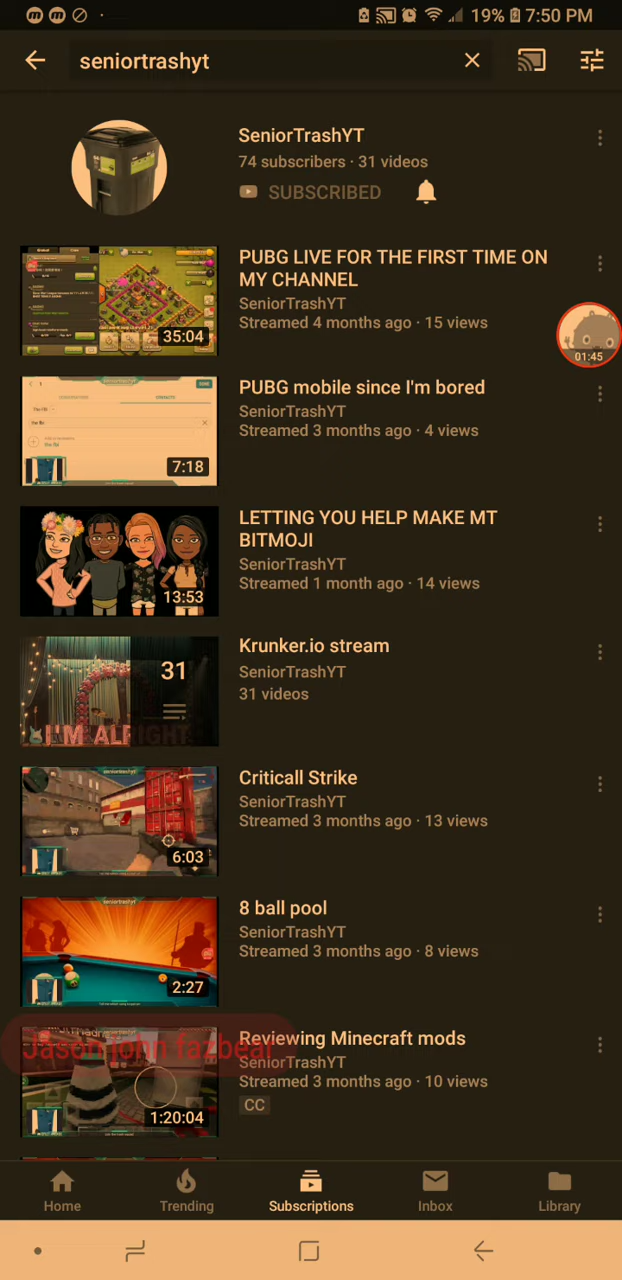 19% 7:50 PM
seniortrashyt
SeniorTrashYT
74 subscribers · 31 videos
SUBSCRIBED
PUBG LIVE FOR THE FIRST TIME ON
MY CHANNEL
SeniorTrashYT
Streamed 4 months ago · 15 views
35:04
01:45
PUBG mobile since I'm bored
SeniorTrashYT
Streamed 3 months ago · 4 views
7:18
LETTING YOU HELP MAKE MT
BITMOJI
SeniorTrashYT
Streamed 1 month ago · 14 views
13:53
Krunker.io stream
SeniorTrashYT
31 videos
31
I'M ALRIGHT
Criticall Strike
SeniorTrashYT
Streamed 3 months ago · 13 views
6:03
8 ball pool
SeniorTrashYT
Streamed 3 months ago · 8 views
2:27
Reviewing Minecraft mods
Jason john fazbear
SeniorTrashYT
Streamed 3 months ago · 10 views
CC
1:20:04
Home Trending Subscriptions Inbox Library